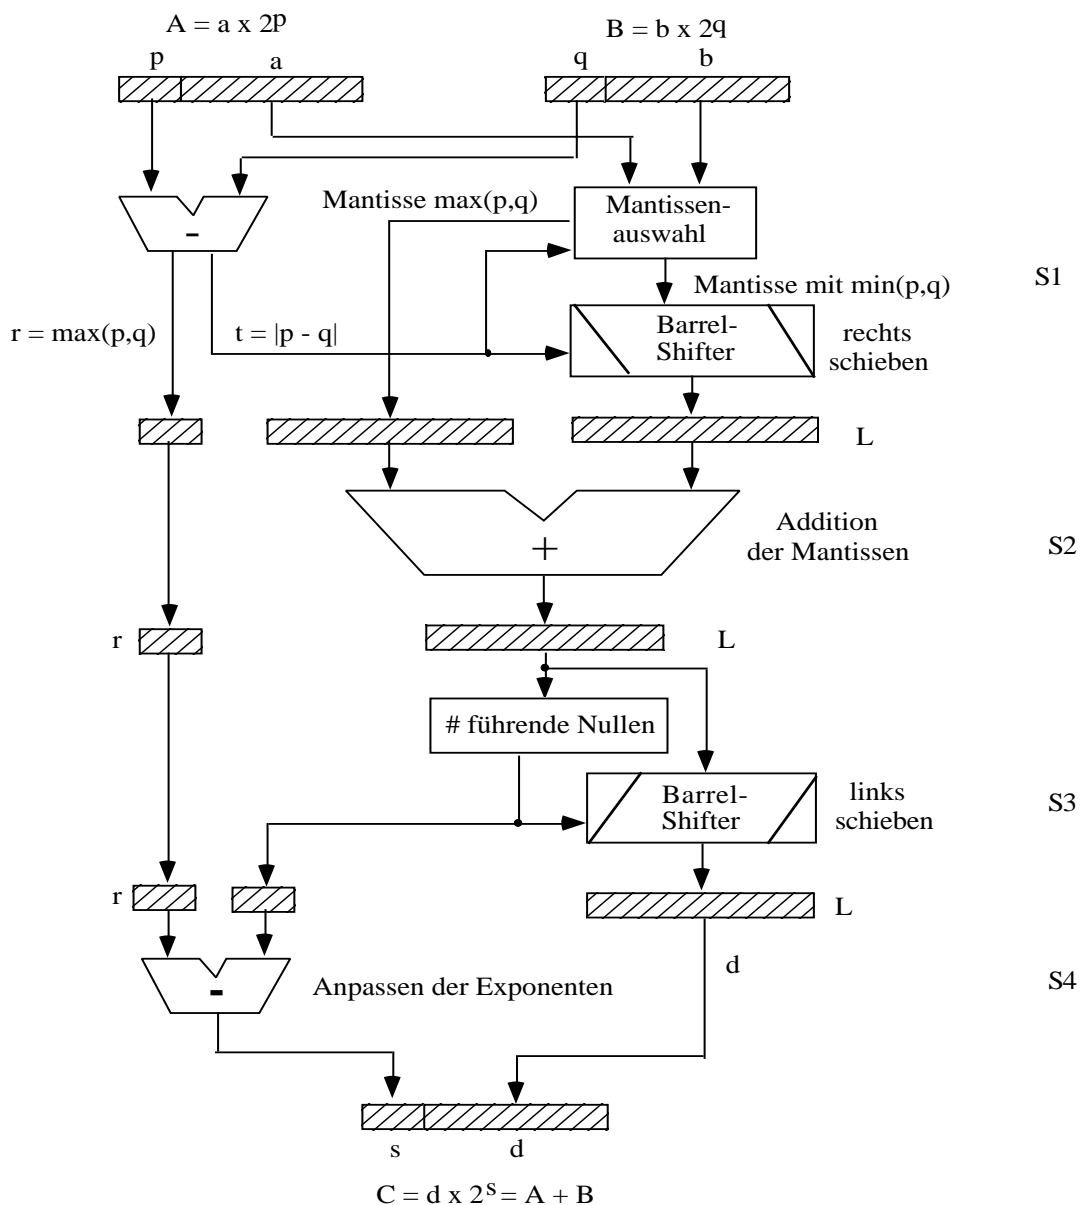 A = a x 2p
B = b x 2q
p
a
q
b
Mantisse max(p,q)
Mantissen-
auswahl
-
S1
Mantisse mit min(p,q)
r = max(p,q)
t = |p - q|
Barrel-
Shifter
rechts
schieben
L
Addition
der Mantissen
+
S2
r
L
# führende Nullen
Barrel-
Shifter
links
schieben
S3
r
L
d
-
Anpassen der Exponenten
S4
s
d
C = d x 2s = A + B